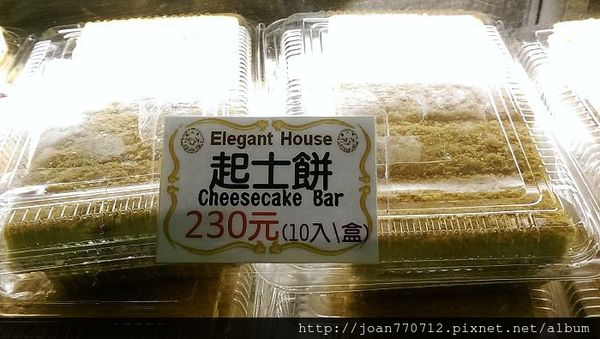 Elegant House
起士餅
Cheesecake Bar
230元(10入\盒)
http://joan770712.pixnet.net/album